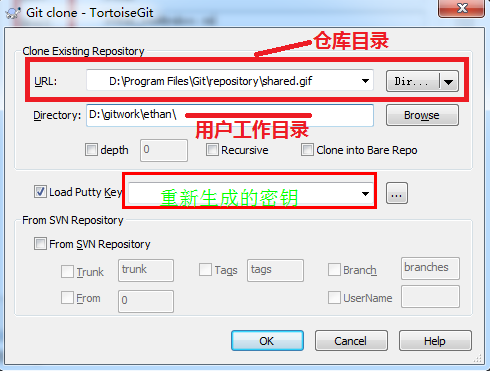 Git clone - TortoiseGit
Clone Existing Repository
仓库目录
URL: D:\Program Files\Git\repository\shared.gif Dir...
Directory: D:\gitwork\ethan\ Browse
用户工作目录
depth 0 Recursive Clone into Bare Repo
Load Putty Key 重新生成的密钥 ...
From SVN Repository
From SVN Repository
Trunk trunk Tags tags Branch branches
From 0 UserName
OK Cancel Help